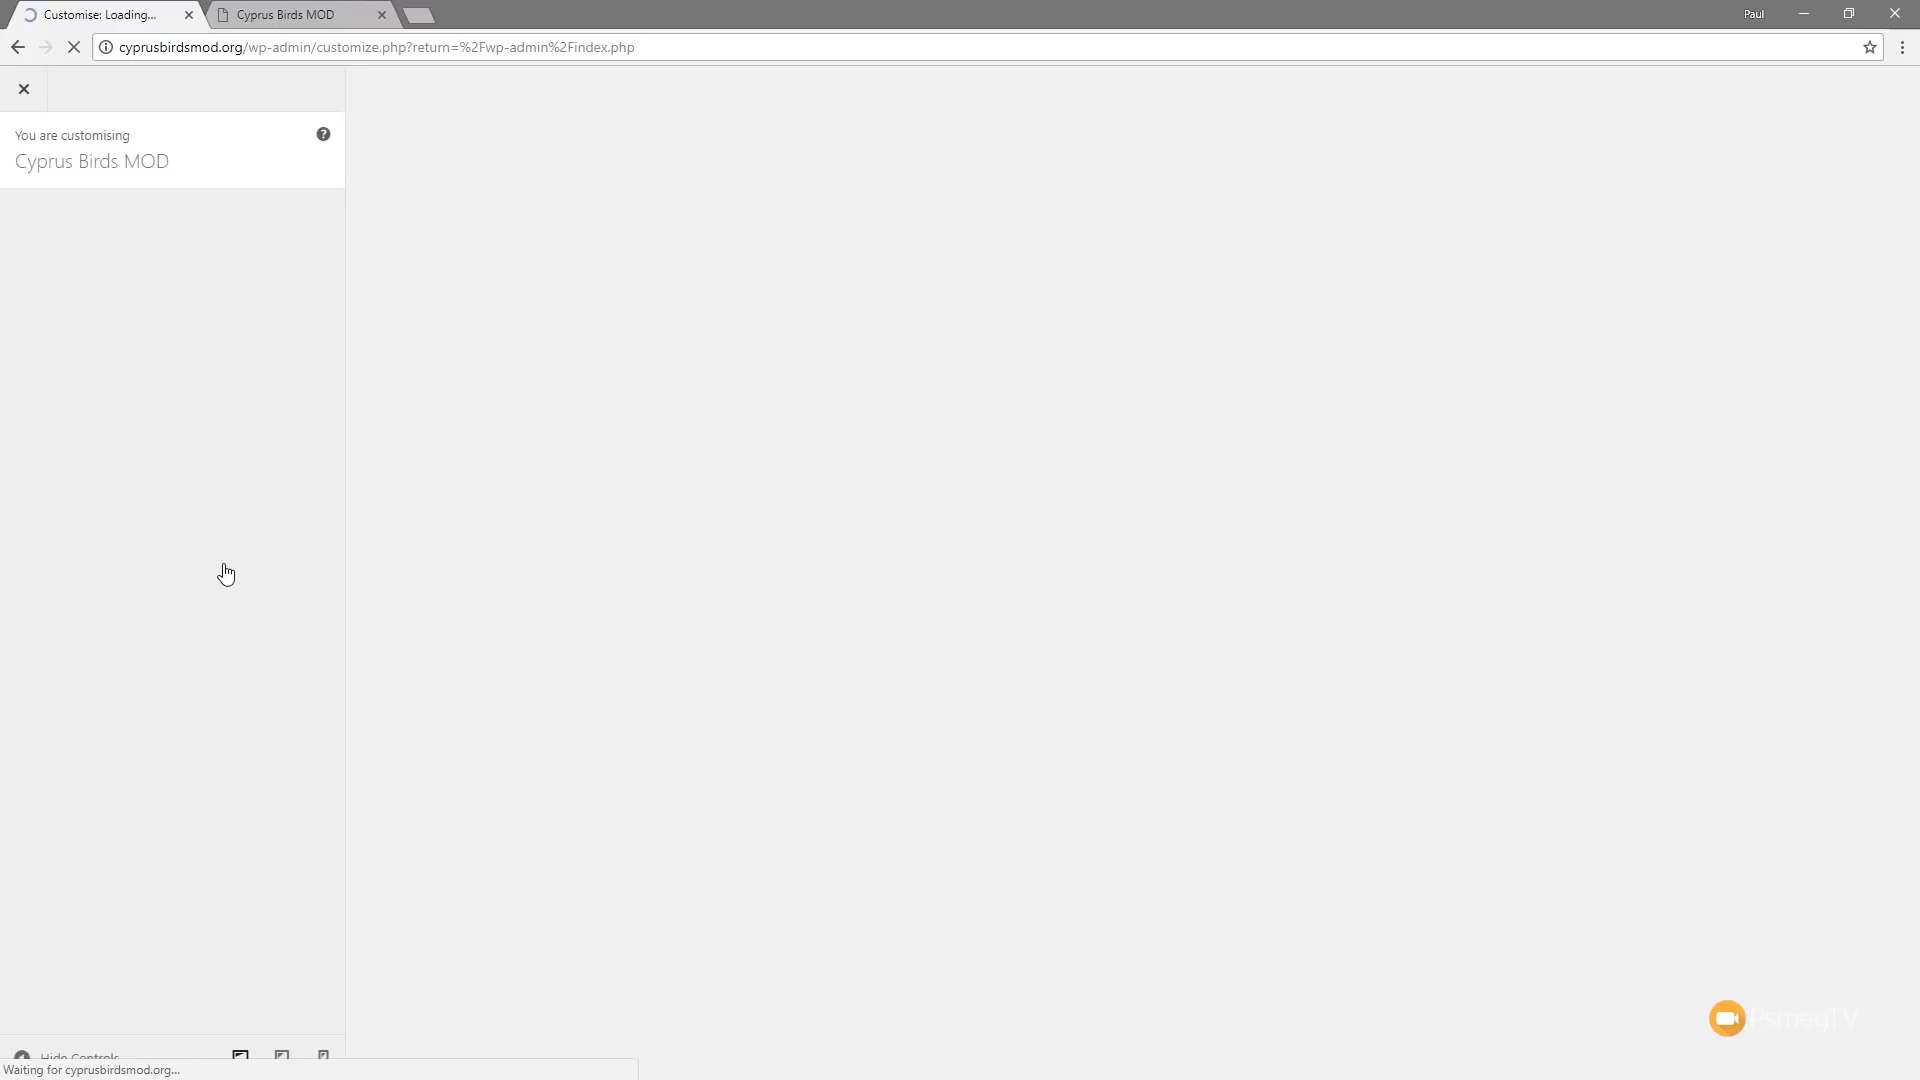 Customise: Loading...
Cyprus Birds MOD
Paul
cyprusbirdsmod.org/wp-admin/customize.php?return=%2Fwp-admin%2Findex.php
You are customising
Cyprus Birds MOD
Hide Controls
Waiting for cyprusbirdsmod.org...
PsmegTV